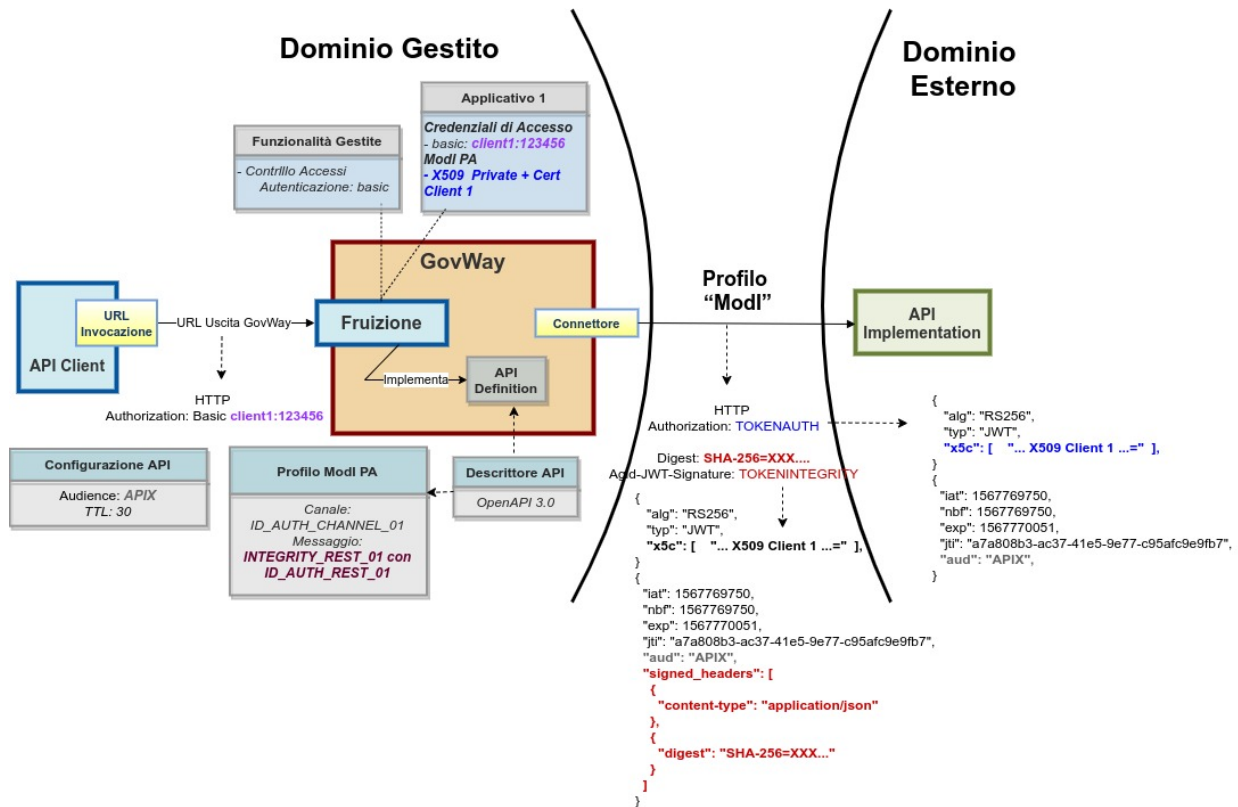 Dominio Gestito
Dominio
Esterno
Applicativo 1
Credenziali di Accesso
- basic: client1:123456
ModI PA
- X509 Private + Cert
Client 1
Funzionalità Gestite
- Contrlllo Accessi
Autenticazione: basic
GovWay
Profilo
“ModI”
URL
Invocazione
API Client
URL Uscita GovWay
Fruizione
Connettore
API
Implementation
Implementa
API
Definition
HTTP
Authorization: Basic client1:123456
HTTP
Authorization: TOKENAUTH
Digest: SHA-256=XXX....
Agid-JWT-Signature: TOKENINTEGRITY
Configurazione API
Audience: APIX
TTL: 30
Profilo ModI PA
Canale:
ID_AUTH_CHANNEL_01
Messaggio:
INTEGRITY_REST_01 con
ID_AUTH_REST_01
Descrittore API
OpenAPI 3.0
{
"alg": "RS256",
"typ": "JWT",
"x5c": [ "... X509 Client 1 ...=" ],
}
{
"iat": 1567769750,
"nbf": 1567769750,
"exp": 1567770051,
"jti": "a7a808b3-ac37-41e5-9e77-c95afc9e9fb7",
"aud": "APIX",
"signed_headers": [
{
"content-type": "application/json"
},
{
"digest": "SHA-256=XXX..."
}
]
}
{
"alg": "RS256",
"typ": "JWT",
"x5c": [ "... X509 Client 1 ...=" ],
}
{
"iat": 1567769750,
"nbf": 1567769750,
"exp": 1567770051,
"jti": "a7a808b3-ac37-41e5-9e77-c95afc9e9fb7",
"aud": "APIX",
}